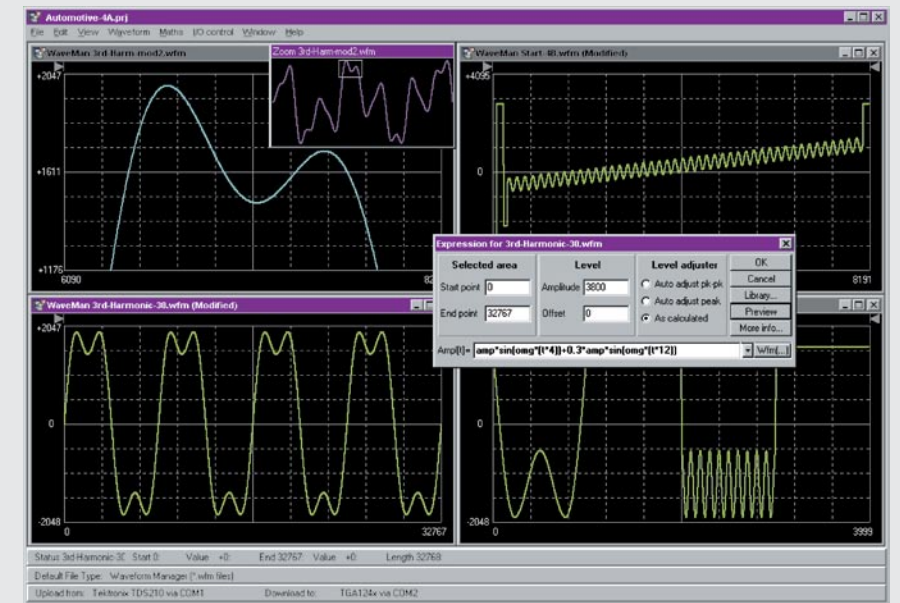 Automotive-4A.prj
File Edit View Waveform Maths I/O control Window Help
WaveMan 3rd-Harm-mod2.wfm
+2047
+1611
+1176
6090
82
Zoom 3rd-Harm-mod2.wfm
WaveMan Start-4B.wfm (Modified)
+4095
0
0
8191
Expression for 3rd-Harmonic-30.wfm
Selected area
Start point 0
End point 32767
Level
Amplitude 3800
Offset 0
Level adjuster
Auto adjust pk-pk
Auto adjust peak
As calculated
OK
Cancel
Library...
Preview
More info...
Amp[t]= amp*sin(omg*(t*4))+0.3*amp*sin(omg*(t*12)) Wfm(...)
WaveMan 3rd-Harmonic-30.wfm (Modified)
+2047
0
-2048
0
32767
-2048
0
3999
Status 3rd-Harmonic-3 Start 0: Value +0: End 32767 Value +0: Length 32768
Default File Type: Waveform Manager (*.wfm files)
Upload from: Tektronix TDS210 via COM1 Download to: TGA124x via COM2